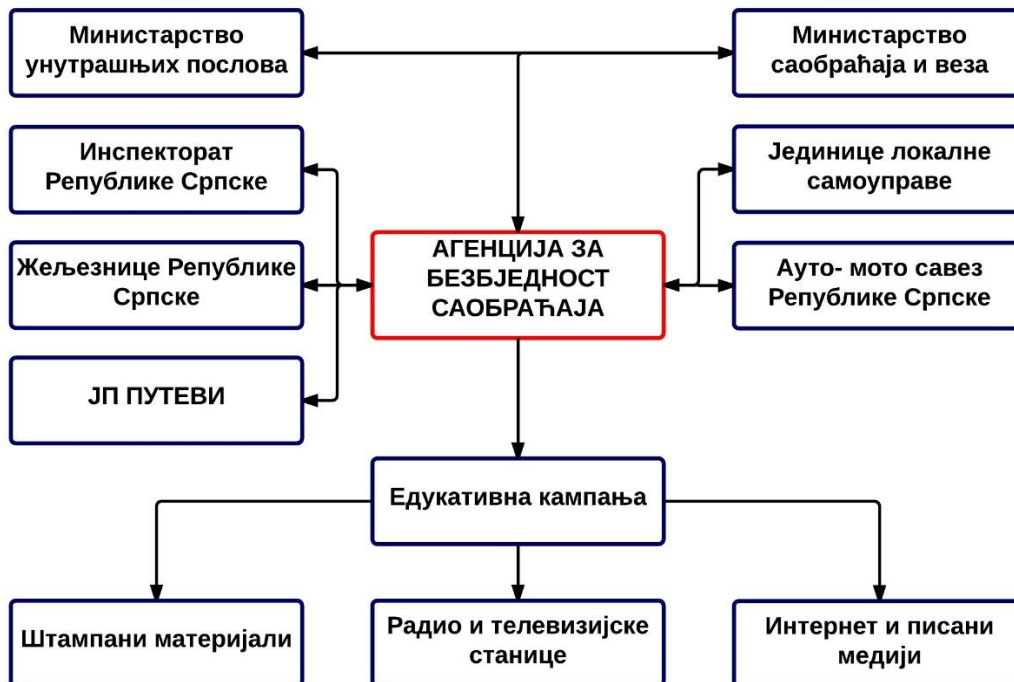 Министарство
унутрашњих послова
Министарство
саобраћаја и веза
Инспекторат
Републике Српске
Јединице локалне
самоуправе
Жељезнице Републике
Српске
АГЕНЦИЈА ЗА
БЕЗБЈЕДНОСТ
САОБРАЋАЈА
Ауто- мото савез
Републике Српске
ЈП ПУТЕВИ
Едукативна кампања
Штампани материјали
Радио и телевизијске
станице
Интернет и писани
медији